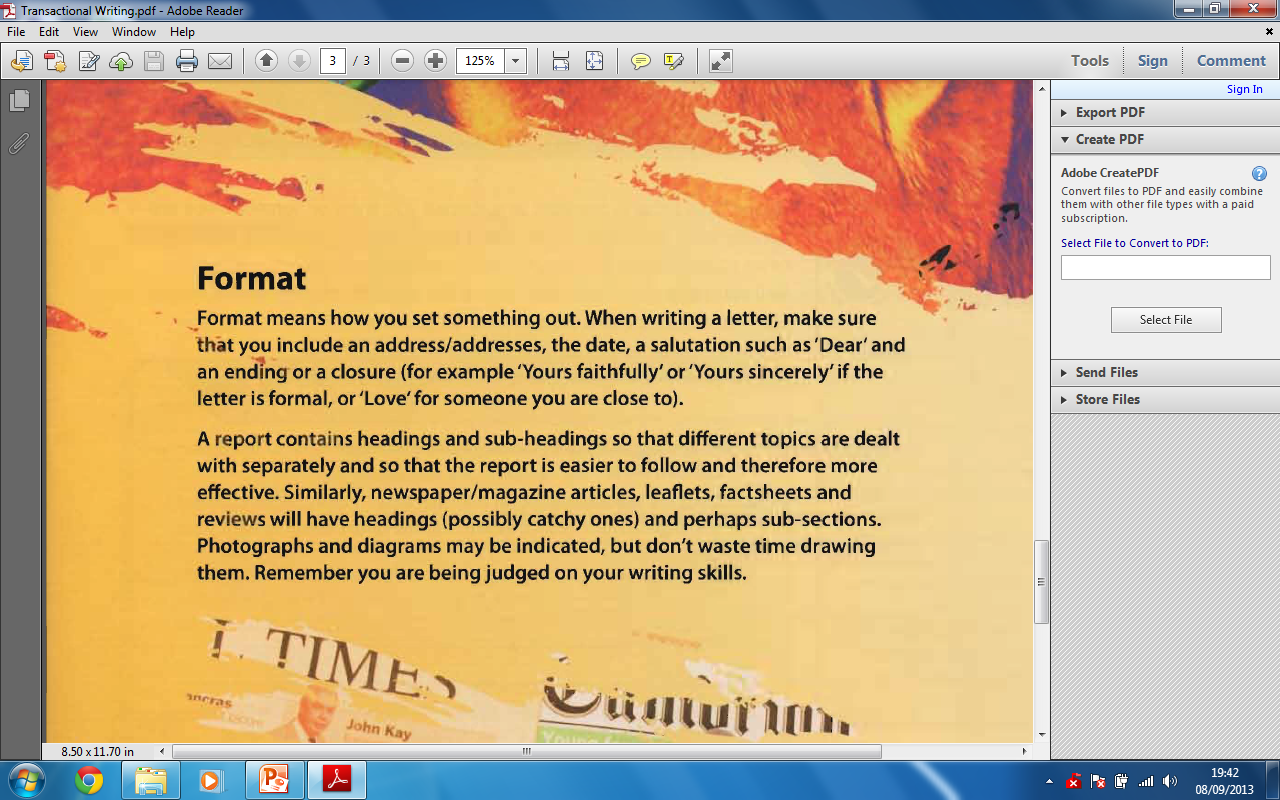 Transactional Writing.pdf - Adobe Reader
File Edit View Window Help
3 / 3 125% Tools Sign Comment
Sign In
Export PDF
Create PDF
Adobe CreatePDF
Convert files to PDF and easily combine
them with other file types with a paid
subscription.
Select File to Convert to PDF:
Select File
Send Files
Store Files
Format
Format means how you set something out. When writing a letter, make sure
that you include an address/addresses, the date, a salutation such as ‘Dear’ and
an ending or a closure (for example ‘Yours faithfully’ or ‘Yours sincerely’ if the
letter is formal, or ‘Love’ for someone you are close to).
A report contains headings and sub-headings so that different topics are dealt
with separately and so that the report is easier to follow and therefore more
effective. Similarly, newspaper/magazine articles, leaflets, factsheets and
reviews will have headings (possibly catchy ones) and perhaps sub-sections.
Photographs and diagrams may be indicated, but don’t waste time drawing
them. Remember you are being judged on your writing skills.
TIMES
John Kay
8.50 x 11.70 in
19:42
08/09/2013